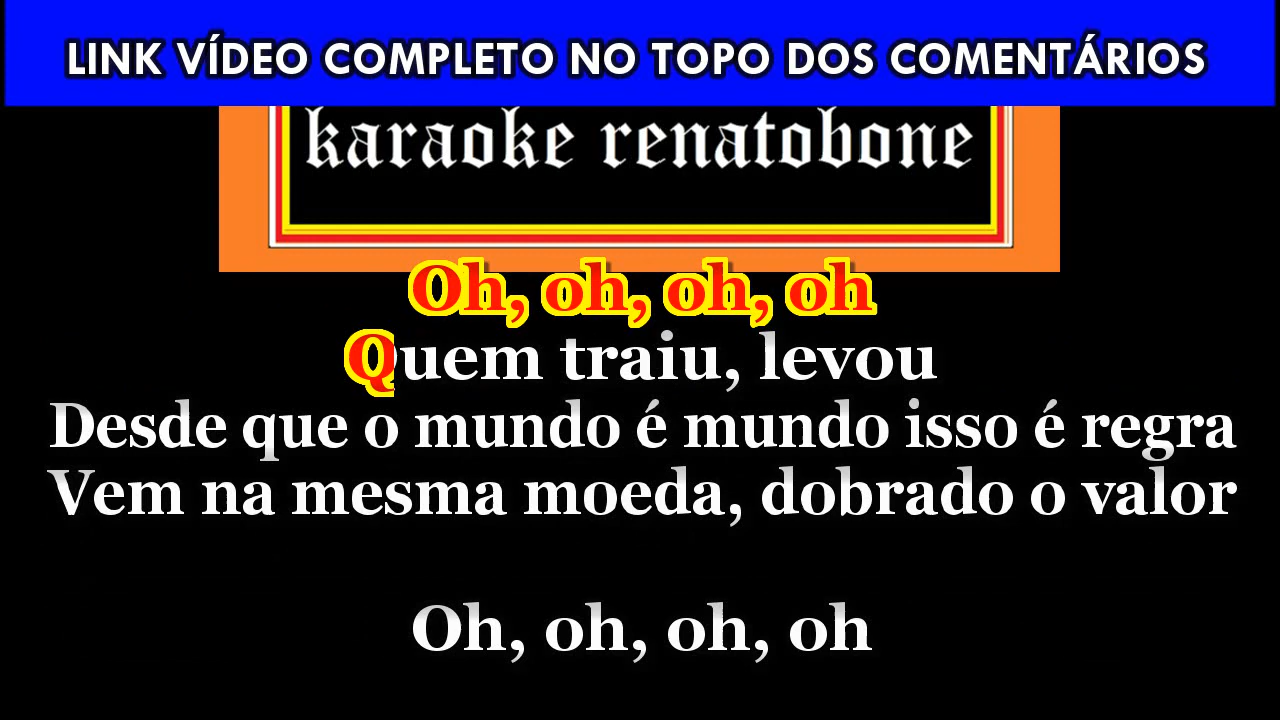 LINK VÍDEO COMPLETO NO TOPO DOS COMENTÁRIOS
karaoke renatobone
Oh, oh, oh, oh
Quem traiu, levou
Desde que o mundo é mundo isso é regra
Vem na mesma moeda, dobrado o valor
Oh, oh, oh, oh